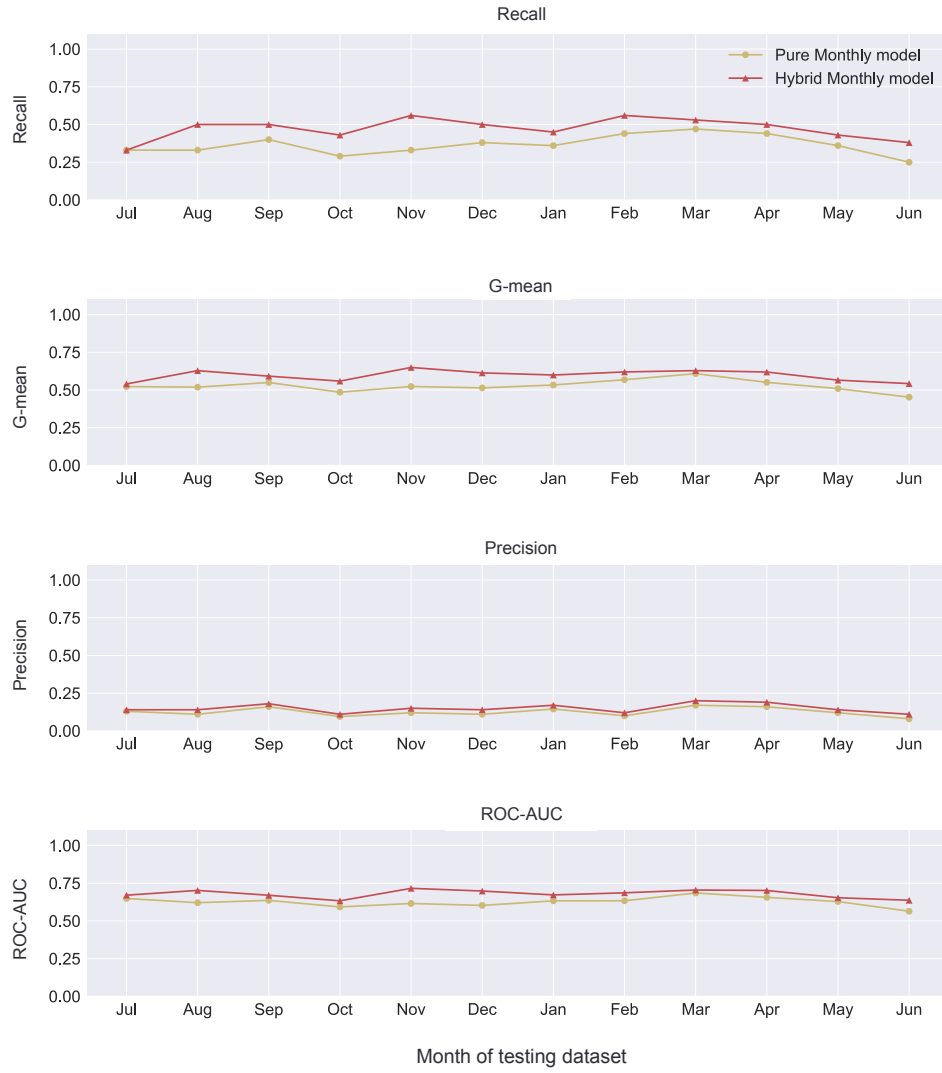 Recall
1.00
Pure Monthly model
Hybrid Monthly model
0.75
0.50
0.25
0.00
Recall
Jul Aug Sep Oct Nov Dec Jan Feb Mar Apr May Jun
G-mean
1.00
0.75
0.50
0.25
0.00
G-mean
Jul Aug Sep Oct Nov Dec Jan Feb Mar Apr May Jun
Precision
1.00
0.75
0.50
0.25
0.00
Precision
Jul Aug Sep Oct Nov Dec Jan Feb Mar Apr May Jun
ROC-AUC
1.00
0.75
0.50
0.25
0.00
ROC-AUC
Jul Aug Sep Oct Nov Dec Jan Feb Mar Apr May Jun
Month of testing dataset